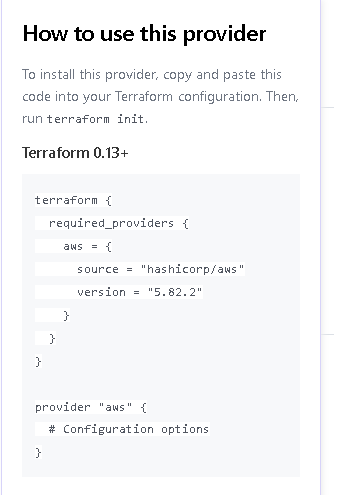 How to use this provider
To install this provider, copy and paste this
code into your Terraform configuration. Then,
run terraform init.
Terraform 0.13+
terraform {
  required_providers {
    aws = {
      source = "hashicorp/aws"
      version = "5.82.2"
    }
  }
}

provider "aws" {
  # Configuration options
}